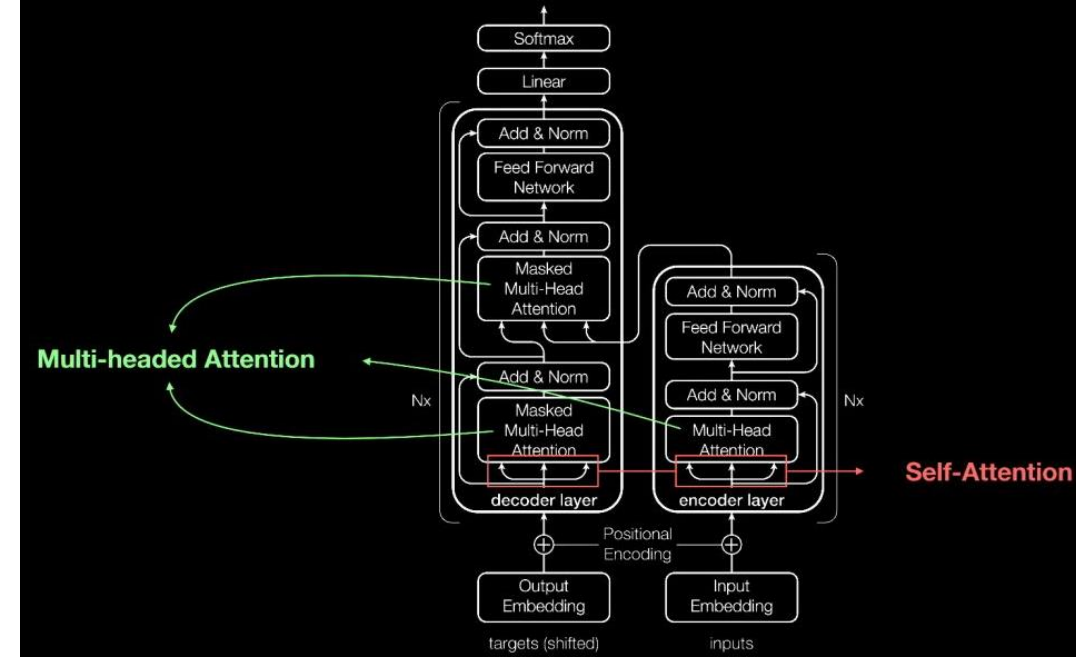 Softmax
Linear
Add & Norm
Feed Forward
Network
Add & Norm
Masked
Multi-Head
Attention
Add & Norm
Masked
Multi-Head
Attention
decoder layer
Nx
Multi-headed Attention
Add & Norm
Feed Forward
Network
Add & Norm
Multi-Head
Attention
encoder layer
Nx
Self-Attention
Positional
Encoding
Output
Embedding
Input
Embedding
targets (shifted)
inputs